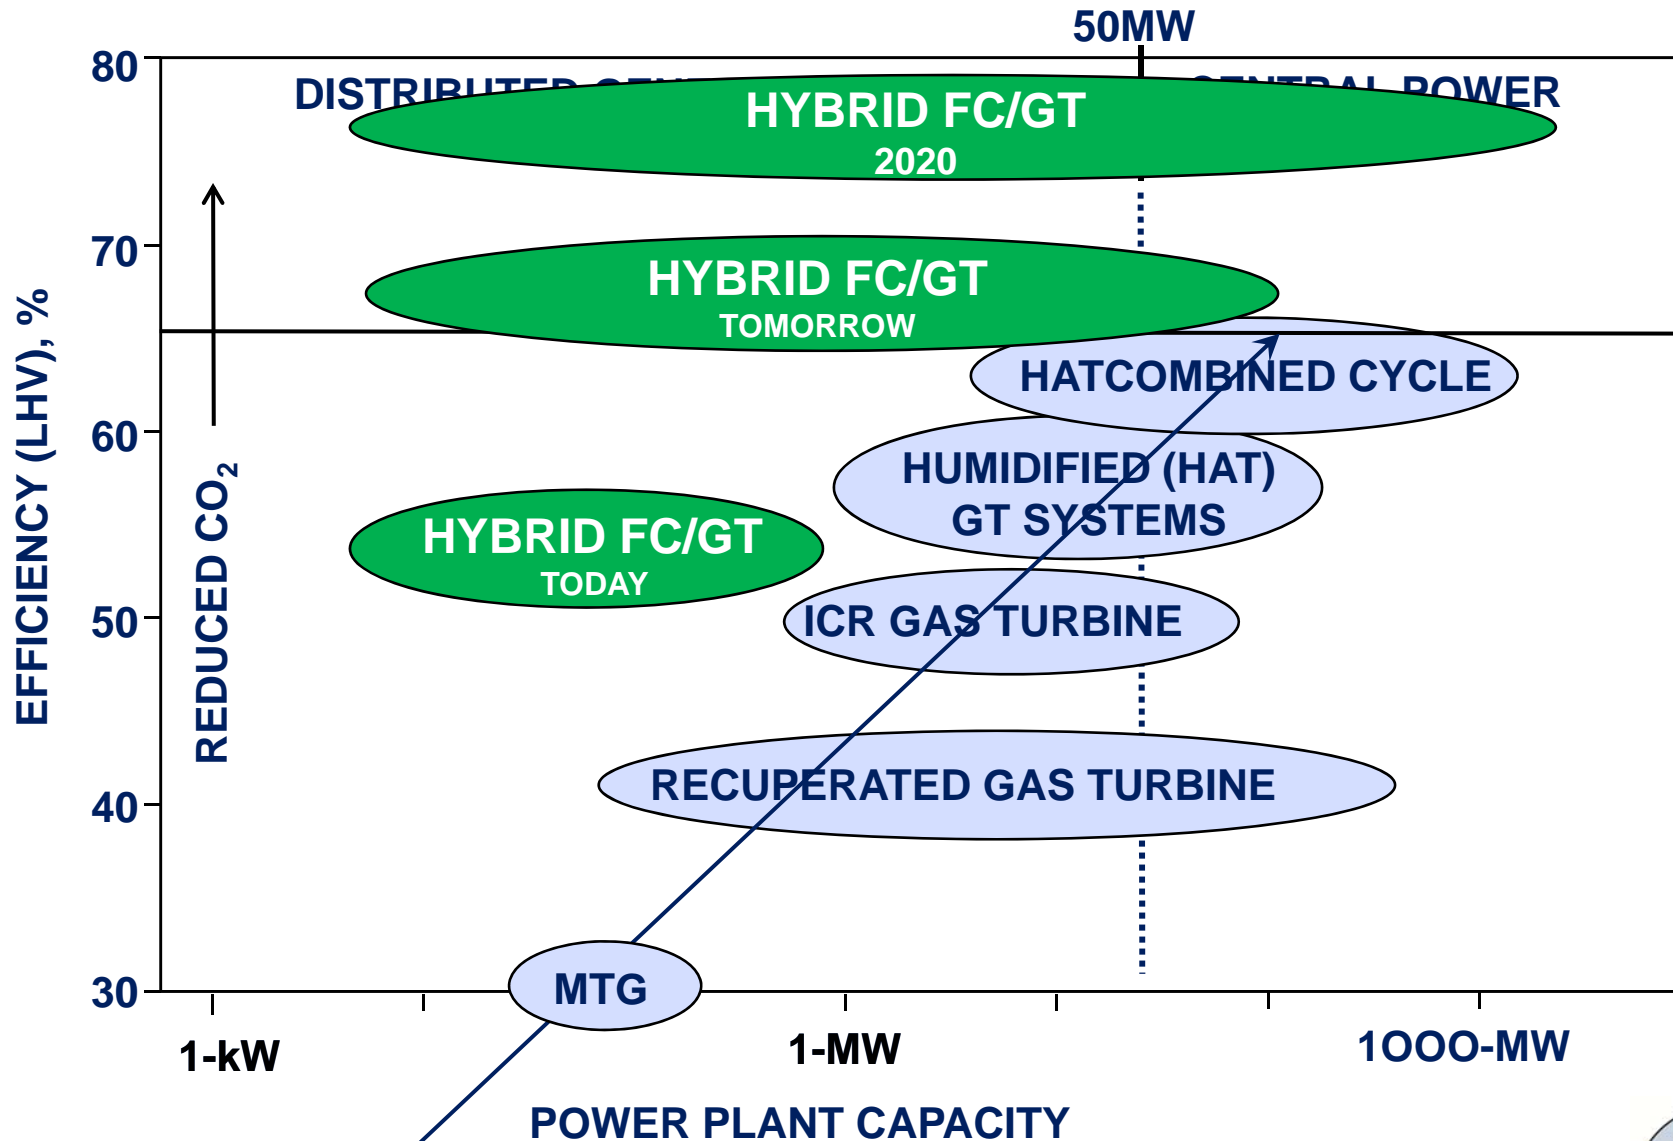 50MW
80
DISTRIBUTED
POWER
HYBRID FC/GT
2020
70
HYBRID FC/GT
TOMORROW
EFFICIENCY (LHV), %
HATCOMBINED CYCLE
60
REDUCED CO₂
HUMIDIFIED (HAT)
GT SYSTEMS
HYBRID FC/GT
TODAY
50
ICR GAS TURBINE
RECUPERATED GAS TURBINE
40
MTG
30
1-kW
1-MW
1OOO-MW
POWER PLANT CAPACITY